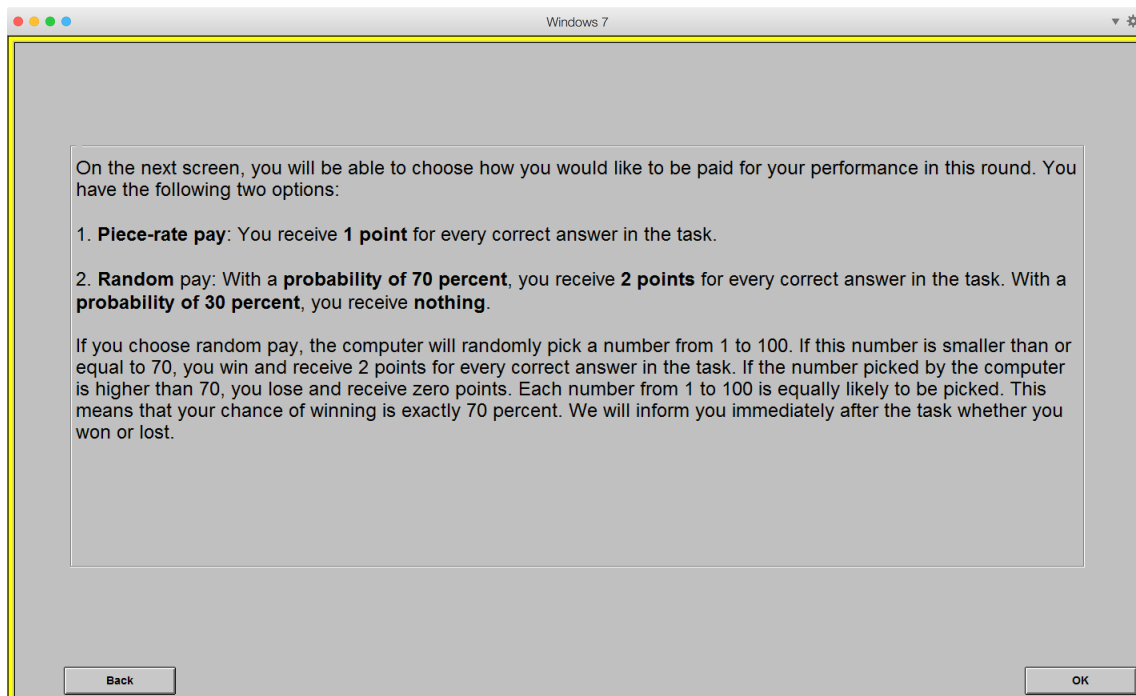 Windows 7
On the next screen, you will be able to choose how you would like to be paid for your performance in this round. You
have the following two options:
1. Piece-rate pay: You receive 1 point for every correct answer in the task.
2. Random pay: With a probability of 70 percent, you receive 2 points for every correct answer in the task. With a
probability of 30 percent, you receive nothing.
If you choose random pay, the computer will randomly pick a number from 1 to 100. If this number is smaller than or
equal to 70, you win and receive 2 points for every correct answer in the task. If the number picked by the computer
is higher than 70, you lose and receive zero points. Each number from 1 to 100 is equally likely to be picked. This
means that your chance of winning is exactly 70 percent. We will inform you immediately after the task whether you
won or lost.
Back
OK